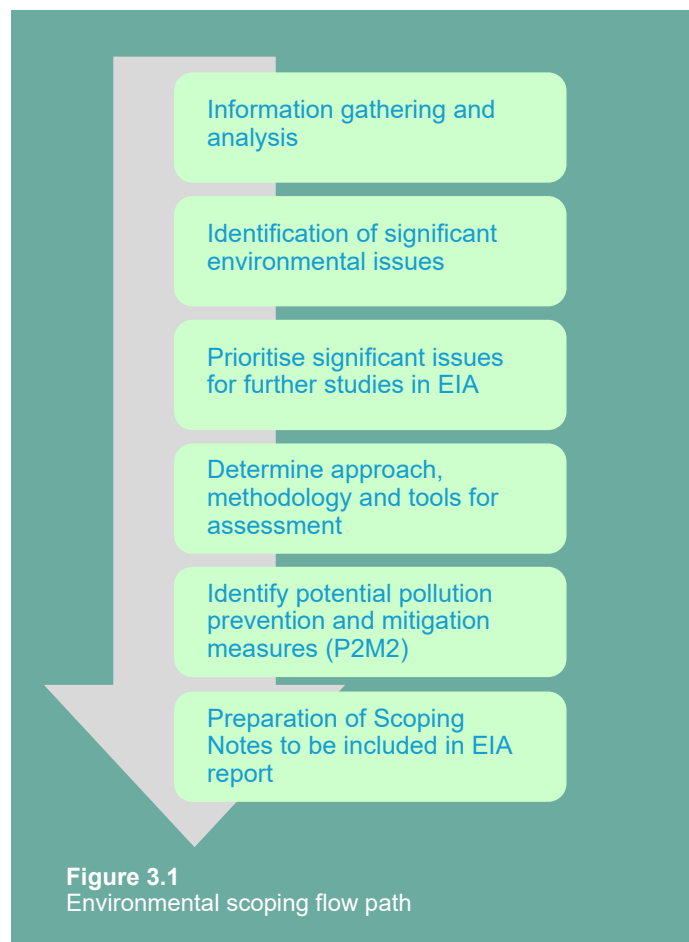 Information gathering and
analysis
Identification of significant
environmental issues
Prioritise significant issues
for further studies in EIA
Determine approach,
methodology and tools for
assessment
Identify potential pollution
prevention and mitigation
measures (P2M2)
Preparation of Scoping
Notes to be included in EIA
report
Figure 3.1
Environmental scoping flow path